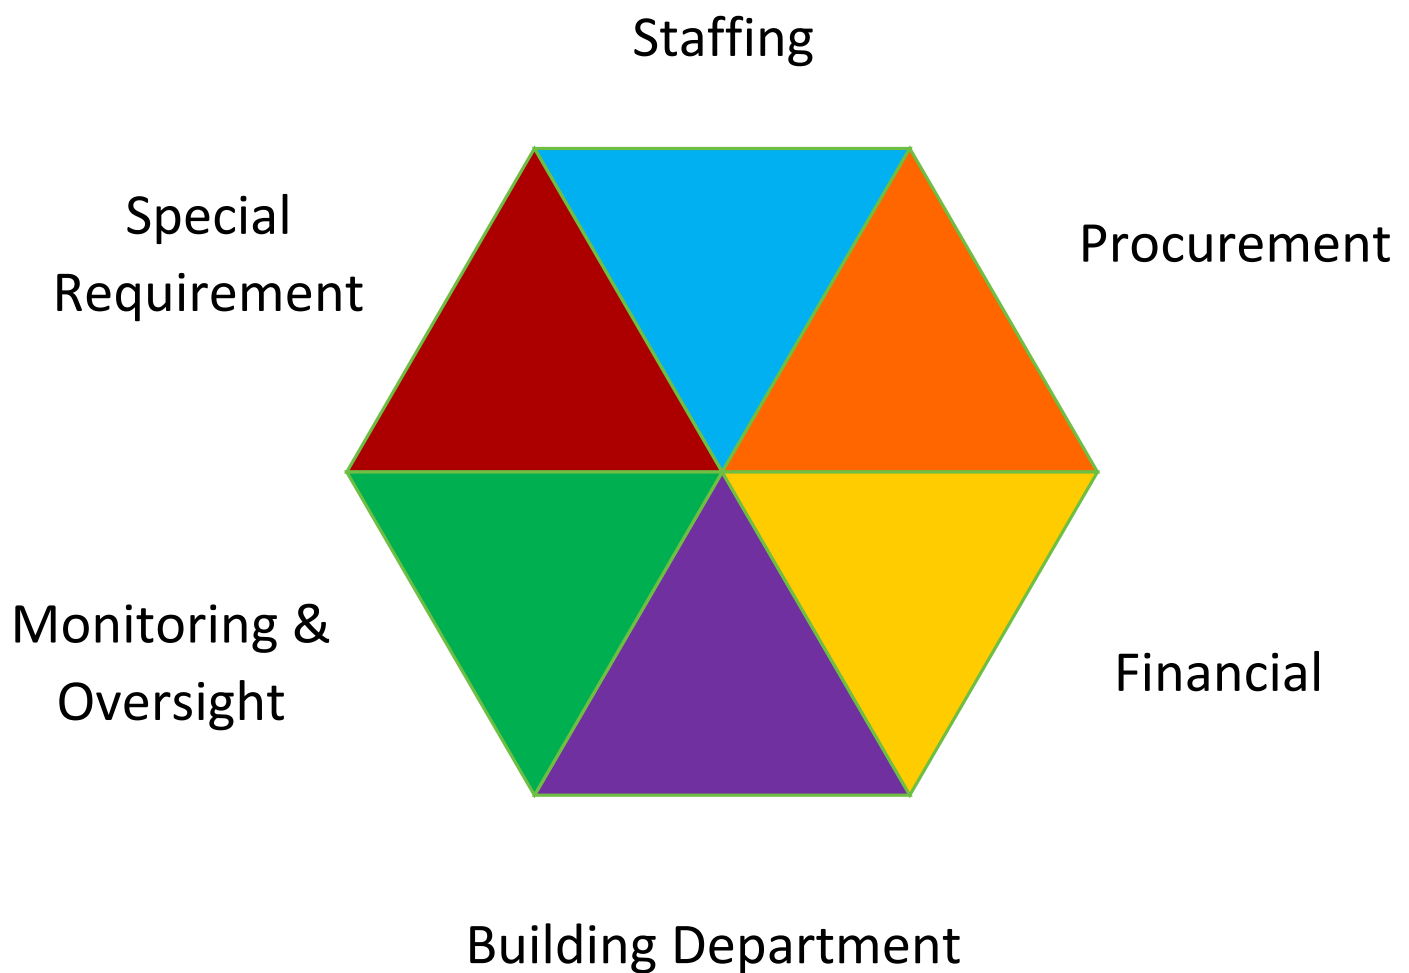 Staffing
Special
Requirement
Procurement
Monitoring &
Oversight
Financial
Building Department